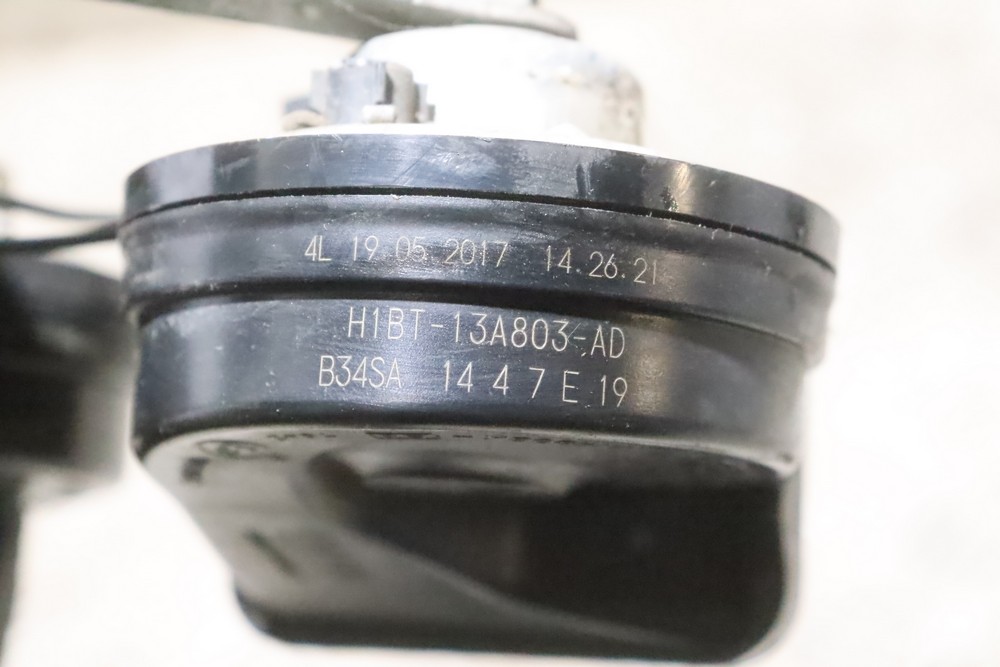 4L 19.05.2017 14.26.21
H1BT-13A803-AD
B34SA 14 4 7 E 19